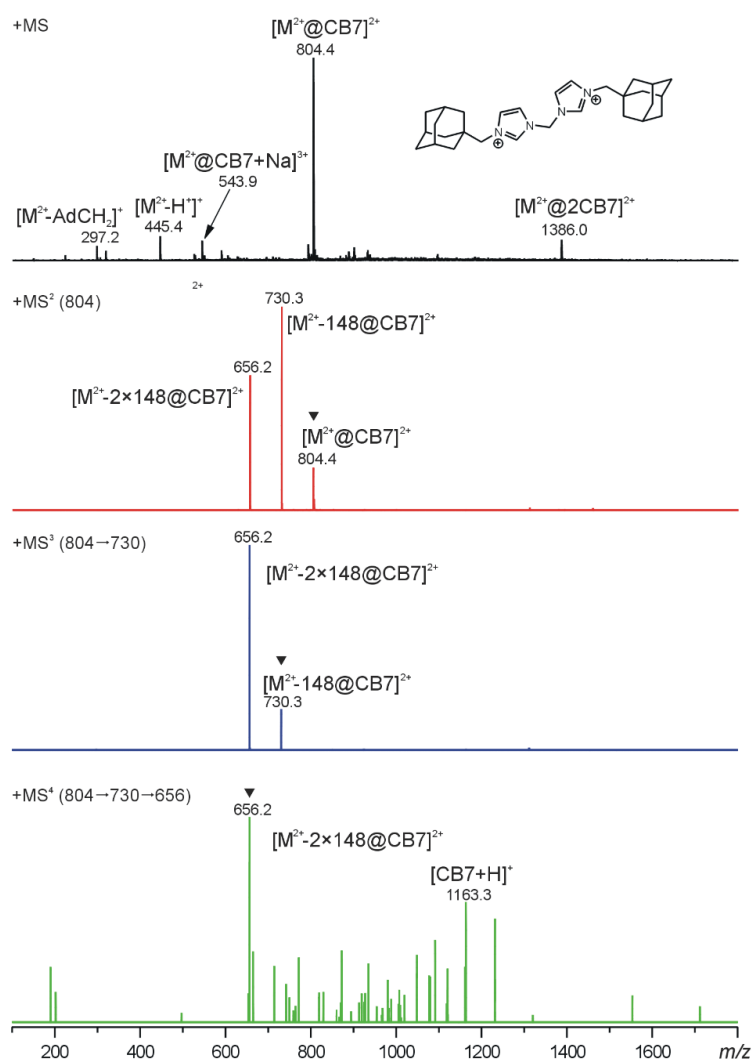 +MS
[M²⁺@CB7]²⁺
804.4
N
N
N
N
⊕
⊕
[M²⁺@CB7+Na]³⁺
543.9
[M²⁺-AdCH₂]⁺
297.2
[M²⁺-H⁺]⁺
445.4
[M²⁺@2CB7]²⁺
1386.0
+MS² (804)
2+
730.3
[M²⁺-148@CB7]²⁺
656.2
[M²⁺-2×148@CB7]²⁺
[M²⁺@CB7]²⁺
804.4
+MS³ (804→730)
656.2
[M²⁺-2×148@CB7]²⁺
[M²⁺-148@CB7]²⁺
730.3
+MS⁴ (804→730→656)
656.2
[M²⁺-2×148@CB7]²⁺
[CB7+H]⁺
1163.3
200 400 600 800 1000 1200 1400 1600 m/z